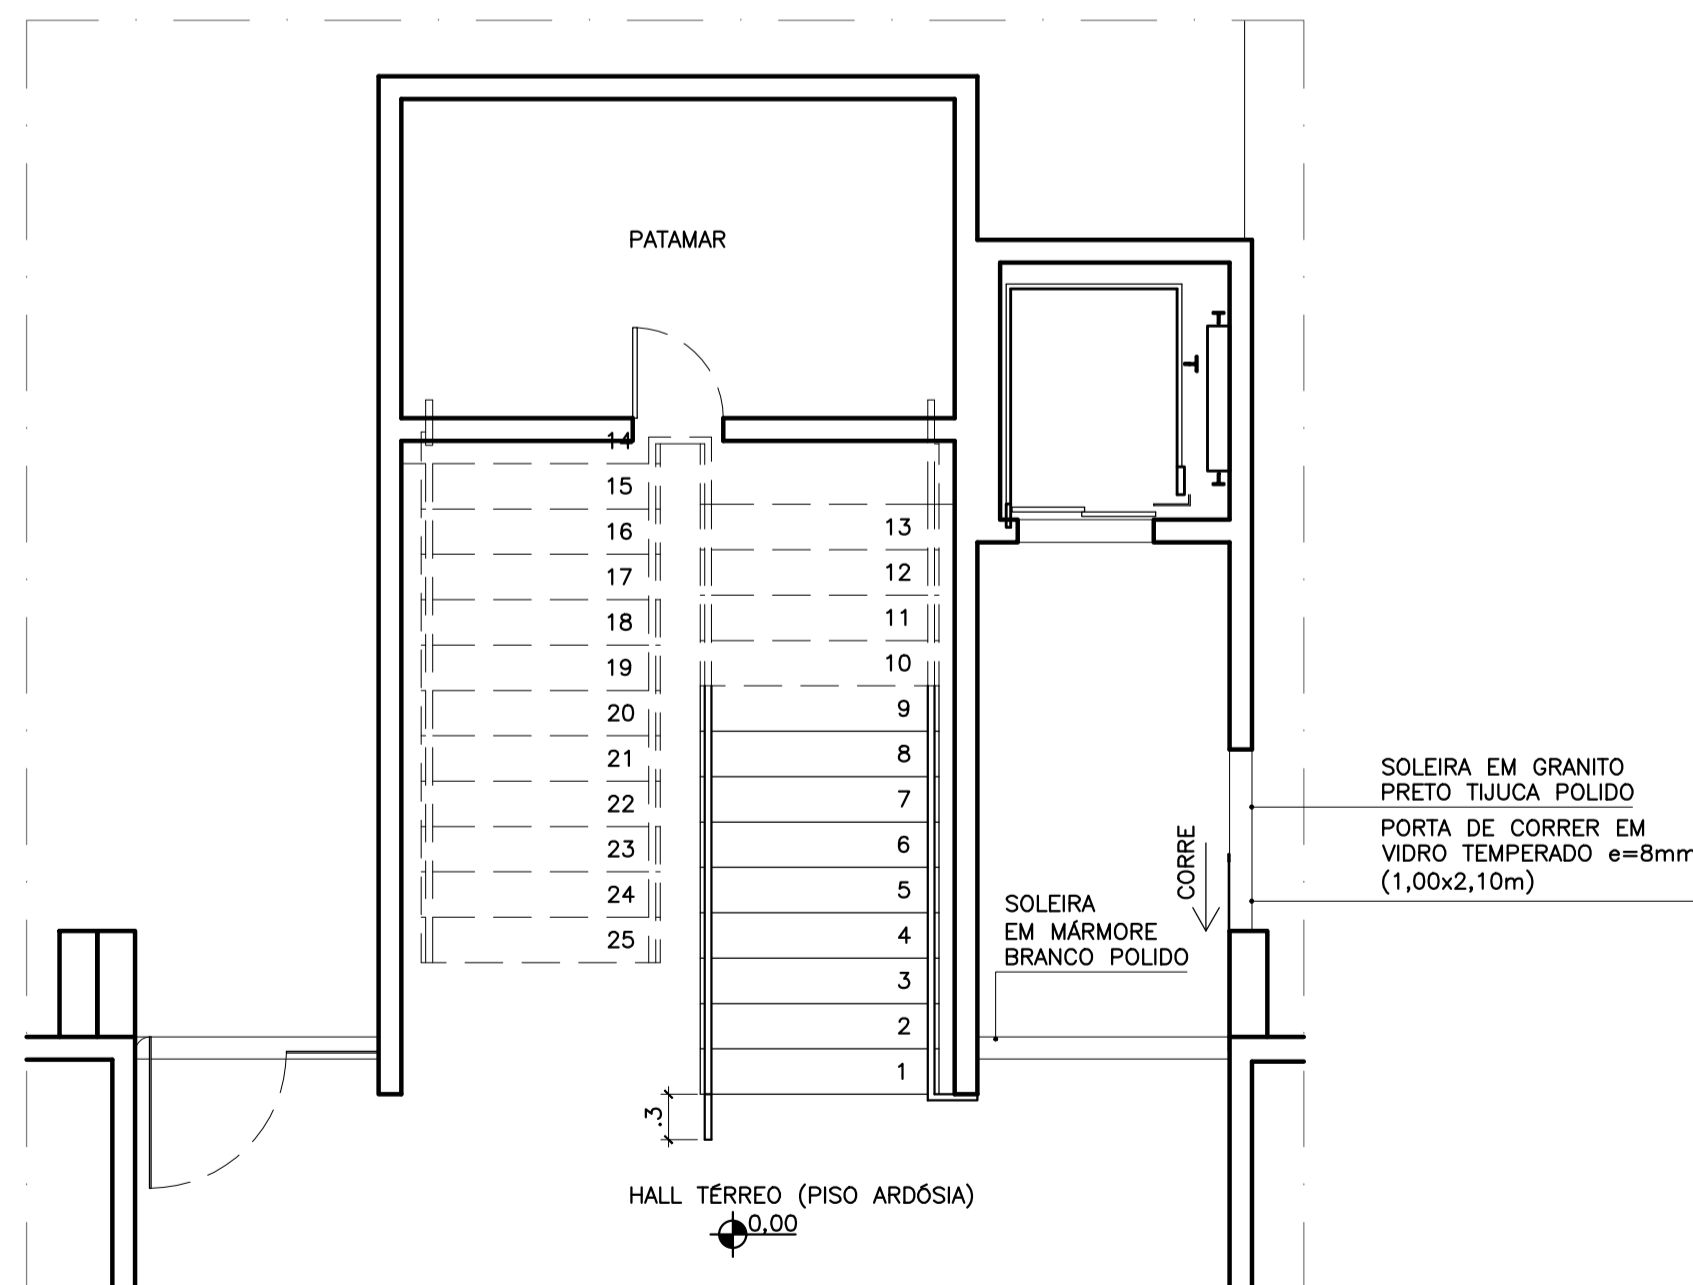 PATAMAR
14
15
16
17
18
19
20
21
22
23
24
25
13
12
11
10
9
8
7
6
5
4
3
2
1
.3
CORRE
SOLEIRA EM GRANITO
PRETO TIJUCA POLIDO
PORTA DE CORRER EM
VIDRO TEMPERADO e=8mm
(1,00x2,10m)
SOLEIRA
EM MÁRMORE
BRANCO POLIDO
HALL TÉRREO (PISO ARDÓSIA)
0,00